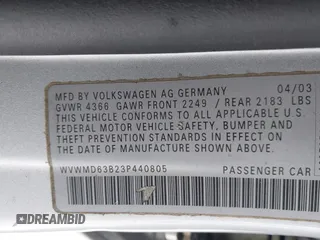 MFD BY VOLKSWAGEN AG GERMANY 04/03
GVWR 4366 GAWR FRONT 2249 / REAR 2183 LBS
THIS VEHICLE CONFORMS TO ALL APPLICABLE U.S.
FEDERAL MOTOR VEHICLE SAFETY, BUMPER AND
THEFT PREVENTION STANDARDS IN EFFECT ON THE
DATE OF MANUFACTURE SHOWN ABOVE.
WVWMD63B23P440805 PASSENGER CAR
DREAMBID